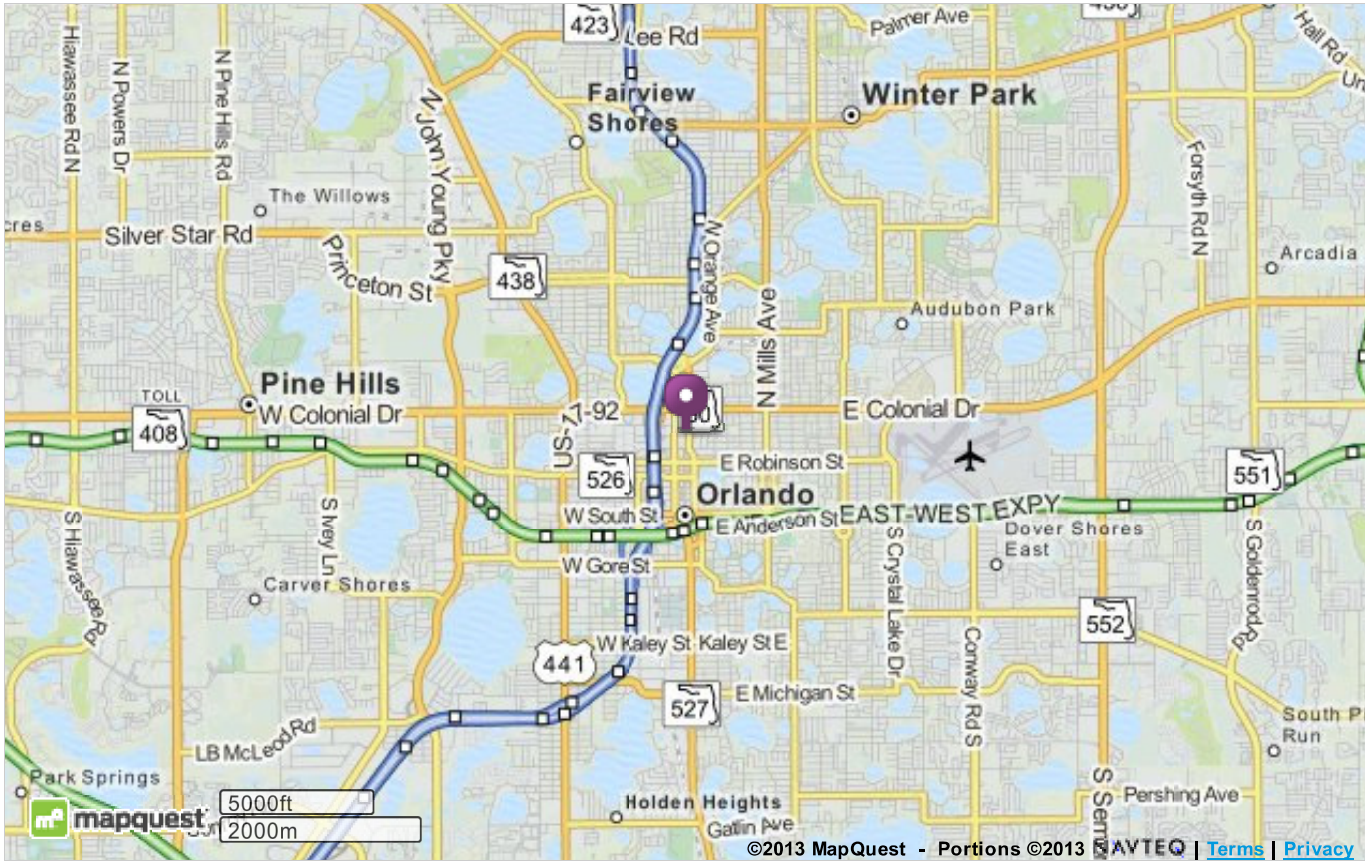 423
Lee Rd
Palmer Ave
Hall Rd
Hiawassee Rd N
N Powers Dr
N Pine Hills Rd
N John Young Pky
Fairview
Shores
Winter Park
Forsyth Rd N
The Willows
Silver Star Rd
Princeton St
438
N Orange Ave
N Mills Ave
Arcadia
Audubon Park
Pine Hills
TOLL
408
W Colonial Dr
US-17-92
E Colonial Dr
526
E Robinson St
551
Orlando
W South St
E Anderson St
EAST-WEST EXPY
Dover Shores
East
S Hiawassee Rd
S Ivey Ln
W Gore St
S Crystal Lake Dr
S Goldenrod Rd
Carver Shores
552
W Kaley St
Kaley St E
441
Conway Rd S
E Michigan St
527
South P
Run
LB McLeod Rd
Park Springs
Pershing Ave
Holden Heights
Gatlin Ave
mapquest
5000ft
2000m
©2013 MapQuest - Portions ©2013 NAVTEQ | Terms | Privacy